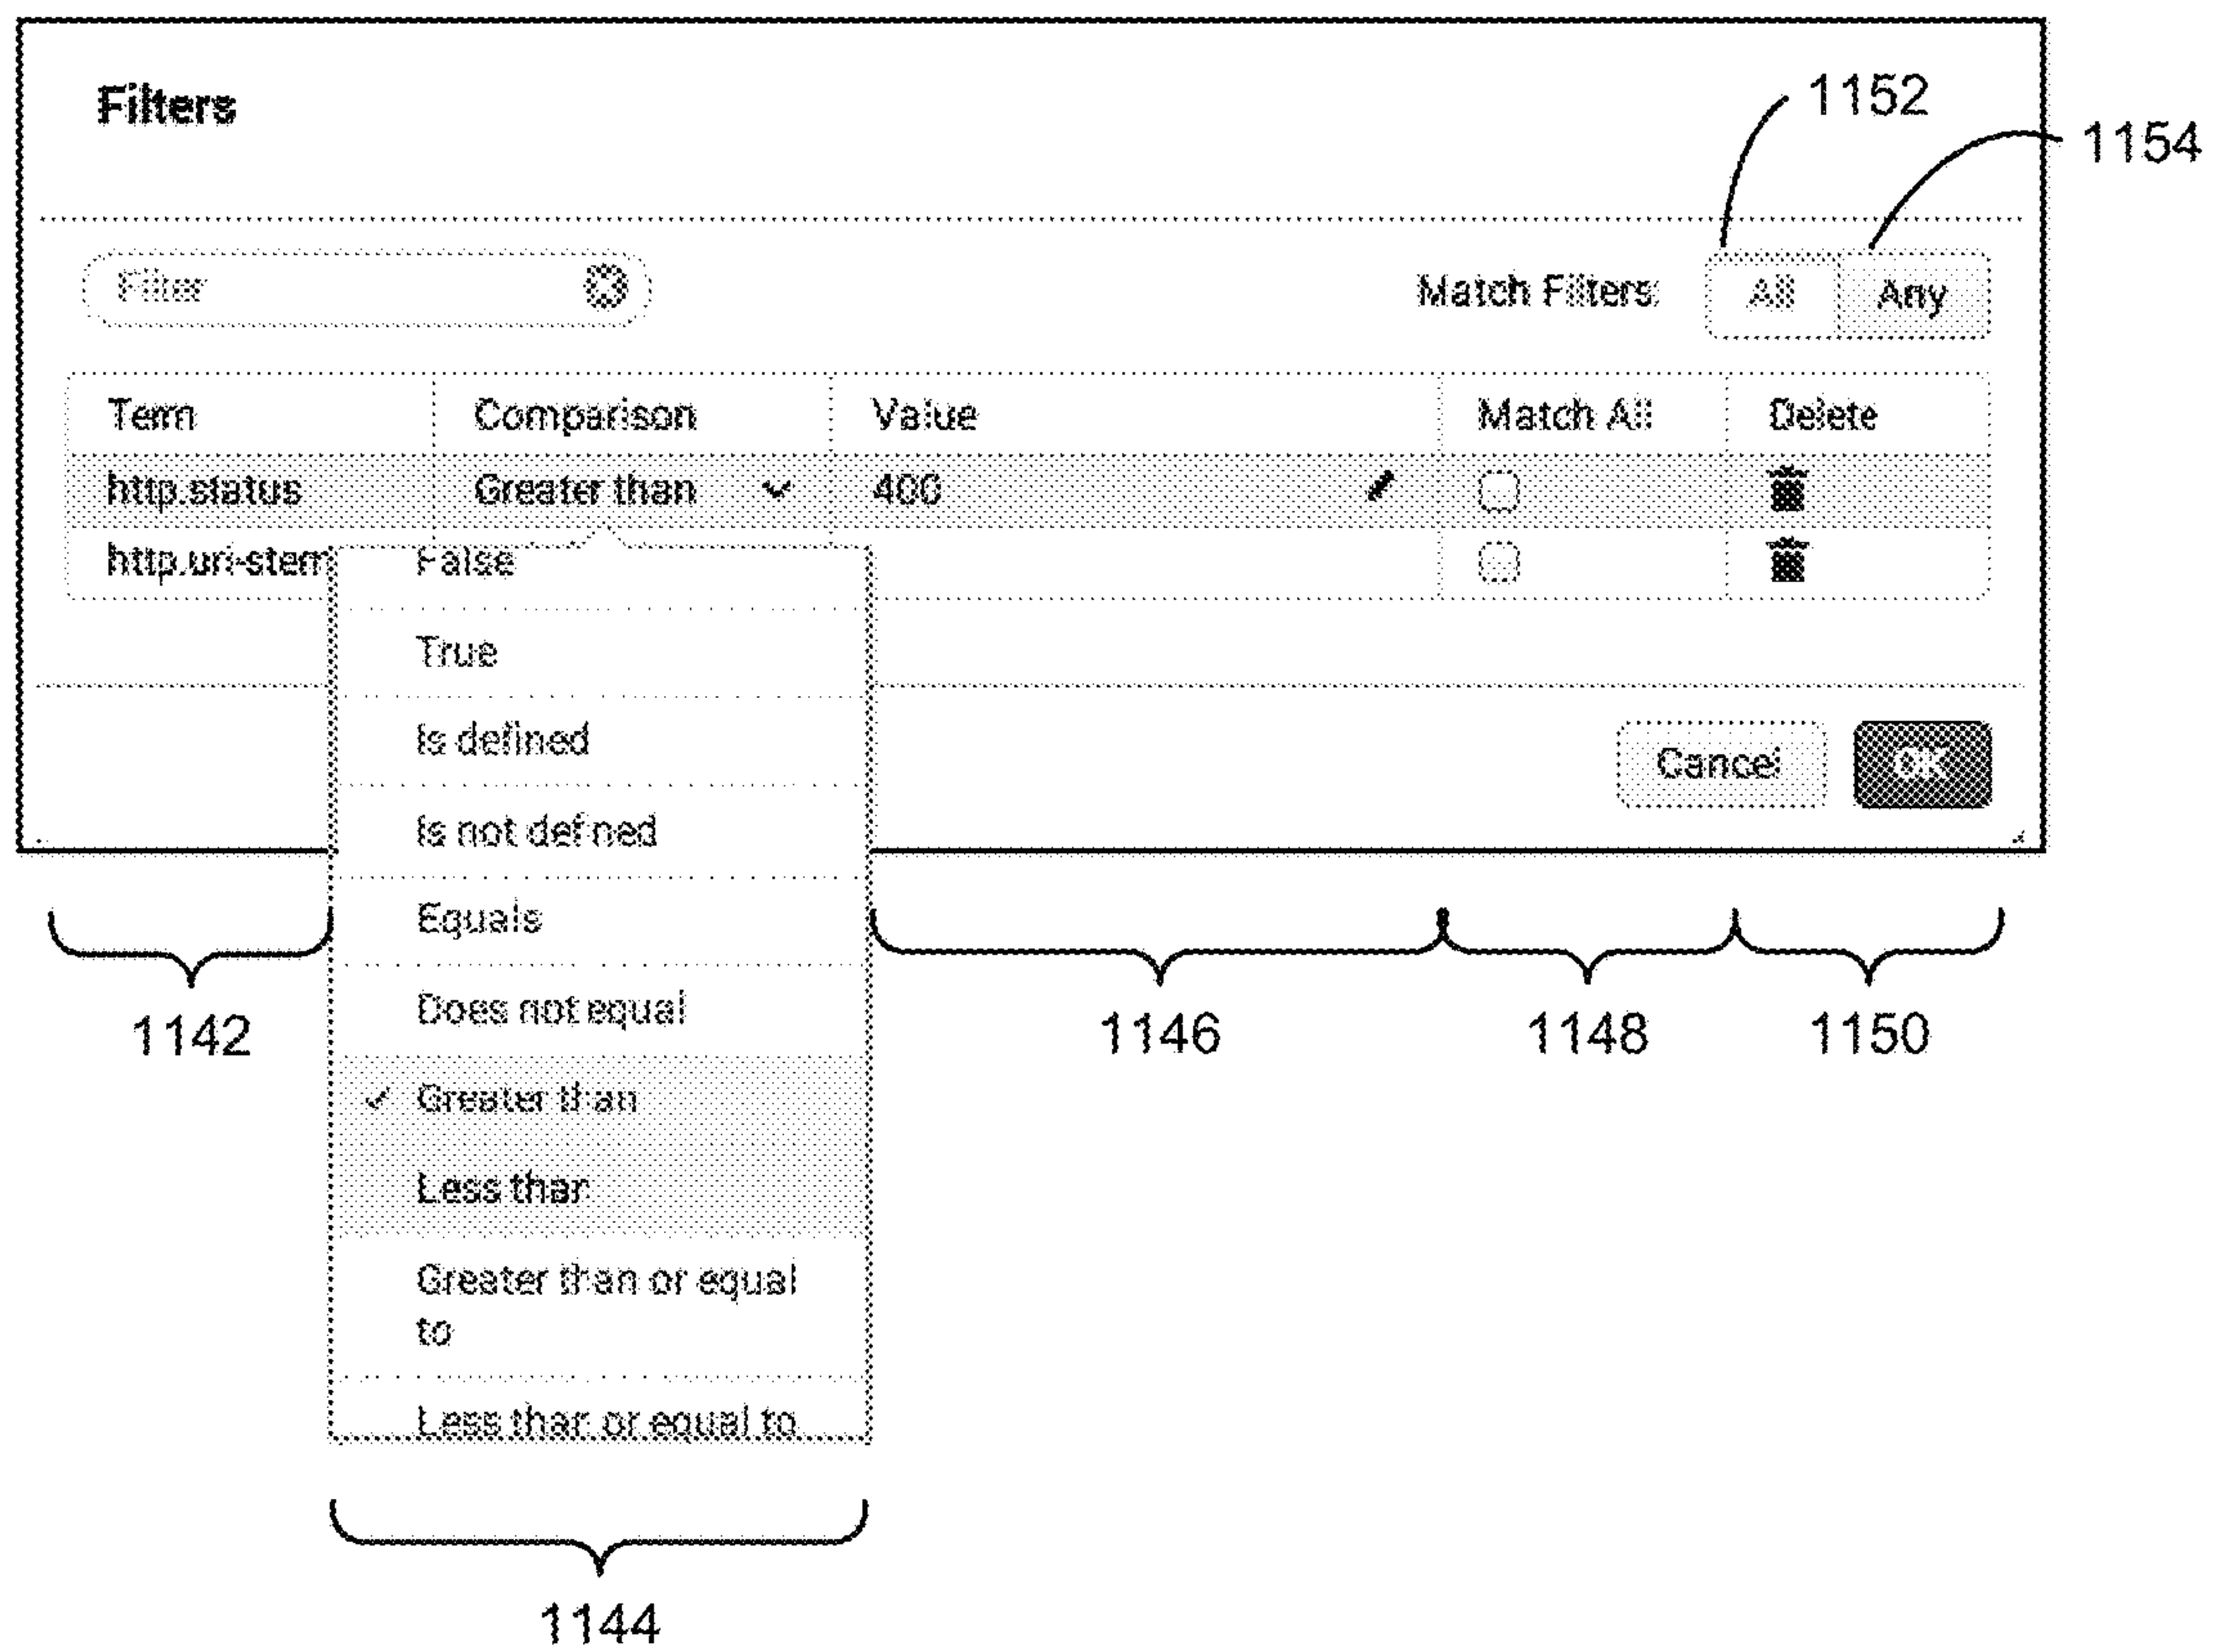 Filters
1152
1154
Filter
Match Filters: All Any
Term Comparison Value Match All Delete
http.status Greater than 400
http.uri-stem
False
True
Is defined
Is not defined
Cancel OK
Equals
Does not equal
Greater than
Less than
Greater than or equal
to
Less than or equal to
1142 1146 1148 1150
1144